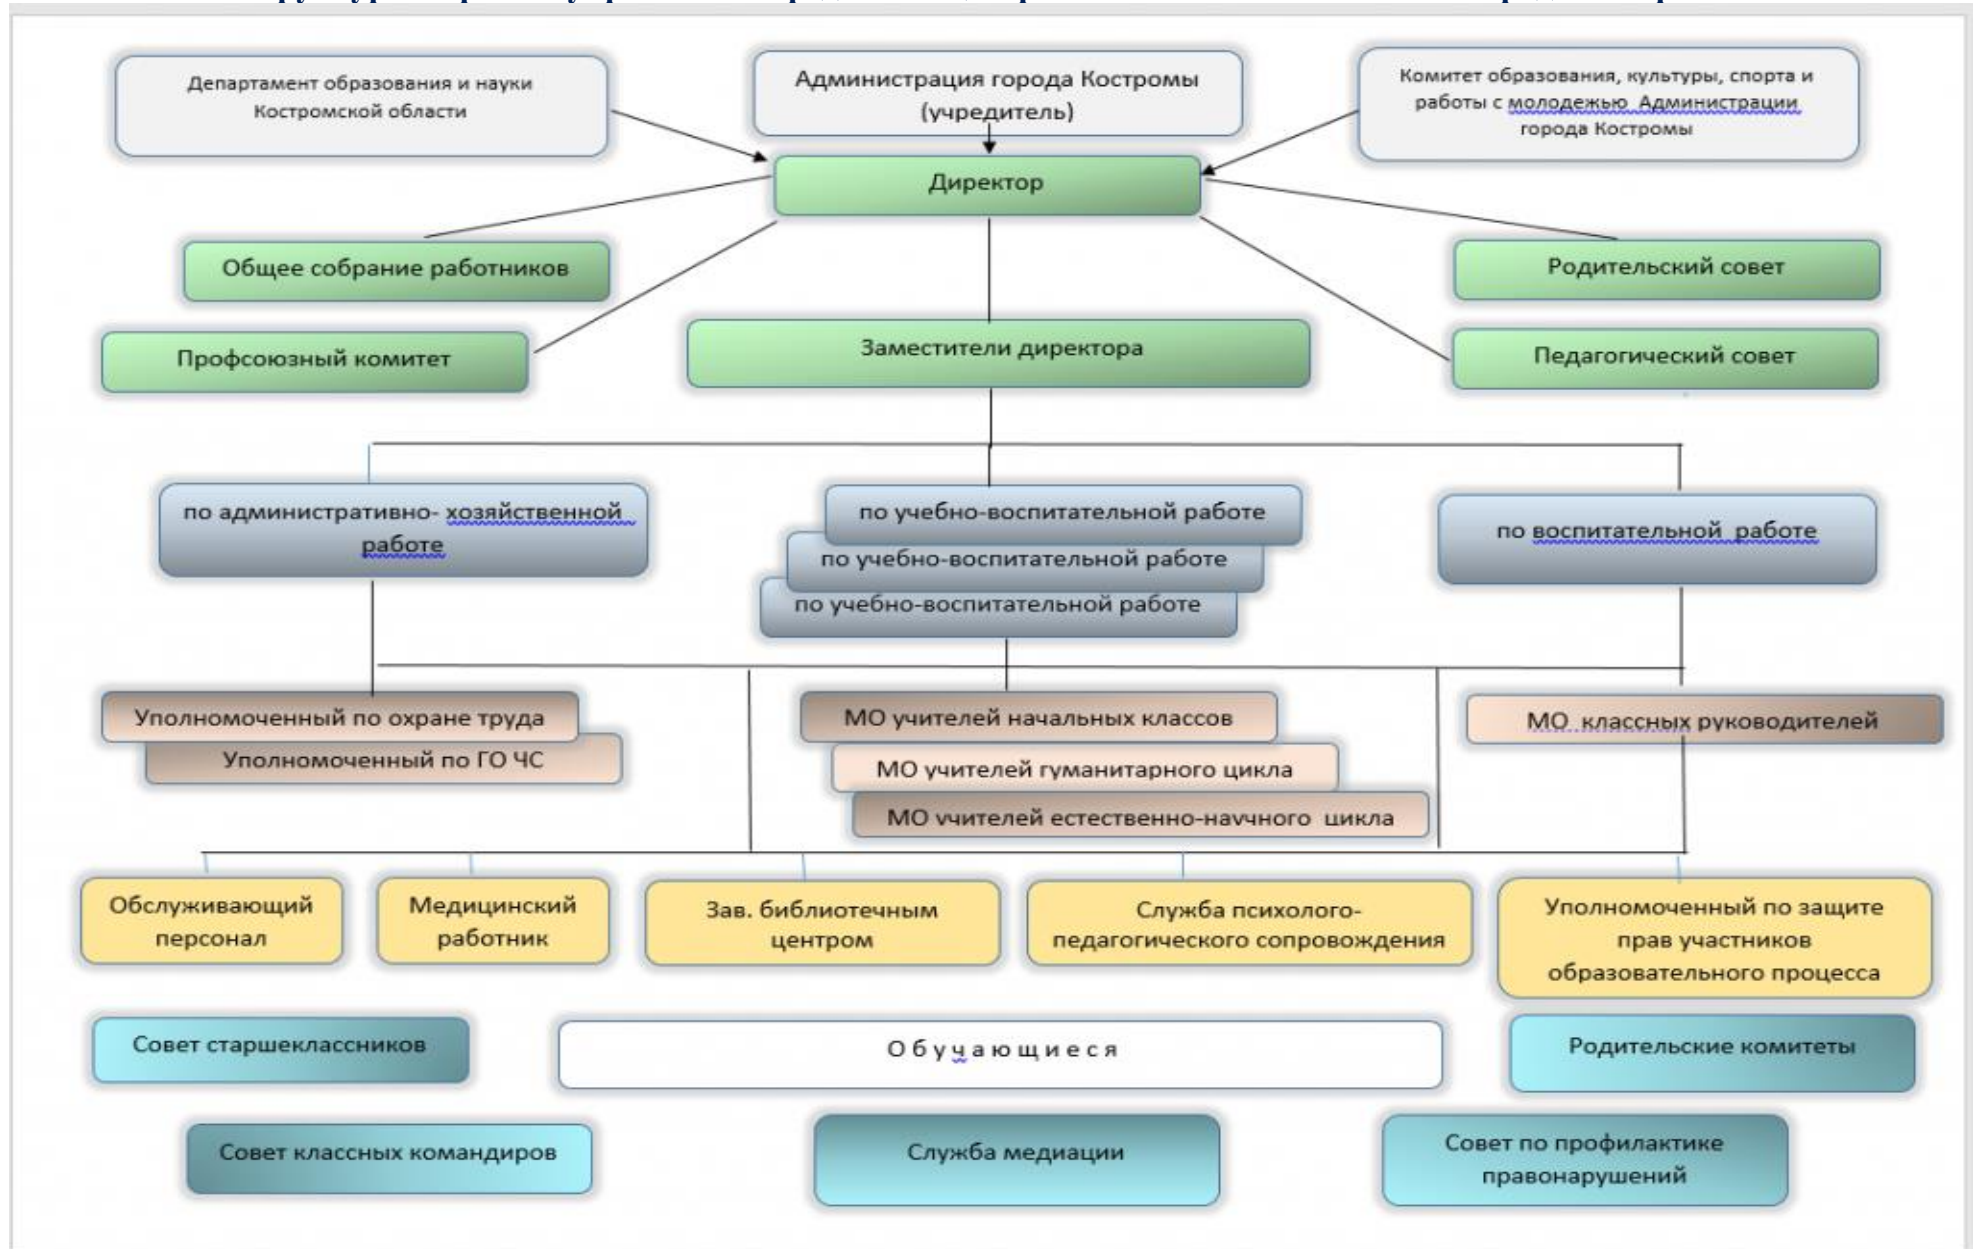 Департамент образования и науки
Костромской области
Администрация города Костромы
(учредитель)
Комитет образования, культуры, спорта и
работы с молодежью Администрации
города Костромы
Директор
Общее собрание работников
Родительский совет
Профсоюзный комитет
Заместители директора
Педагогический совет
по административно- хозяйственной
работе
по учебно-воспитательной работе
по учебно-воспитательной работе
по учебно-воспитательной работе
по воспитательной работе
Уполномоченный по охране труда
Уполномоченный по ГО ЧС
МО учителей начальных классов
МО учителей гуманитарного цикла
МО учителей естественно-научного цикла
МО классных руководителей
Обслуживающий
персонал
Медицинский
работник
Зав. библиотечным
центром
Служба психолого-
педагогического сопровождения
Уполномоченный по защите
прав участников
образовательного процесса
Совет старшеклассников
О б у ч а ю щ и е с я
Родительские комитеты
Совет классных командиров
Служба медиации
Совет по профилактике
правонарушений